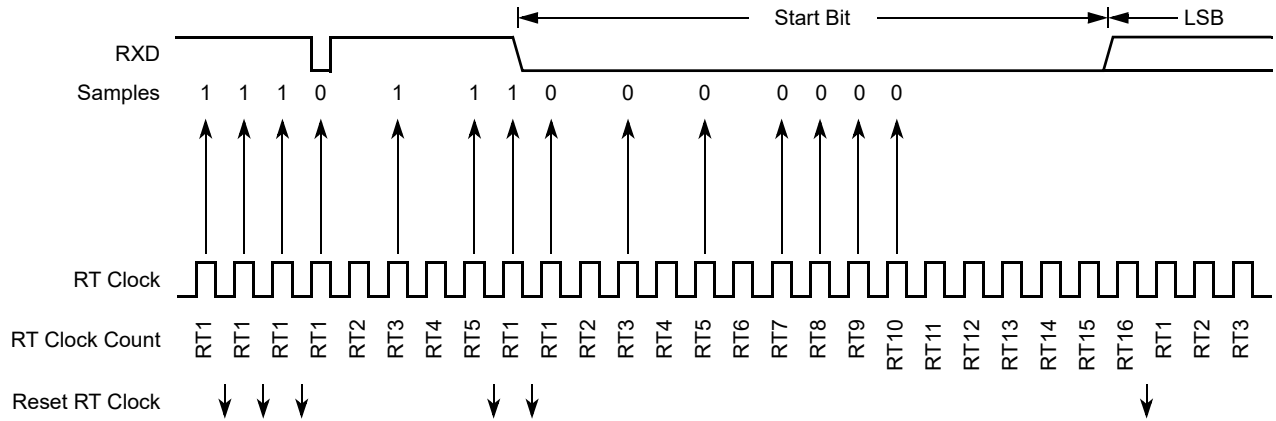 Start Bit LSB
RXD
Samples 1 1 1 0 1 1 1 0 0 0 0 0 0 0
RT Clock
RT Clock Count RT1 RT1 RT1 RT1 RT2 RT3 RT4 RT5 RT1 RT1 RT2 RT3 RT4 RT5 RT6 RT7 RT8 RT9 RT10 RT11 RT12 RT13 RT14 RT15 RT16 RT1 RT2 RT3
Reset RT Clock